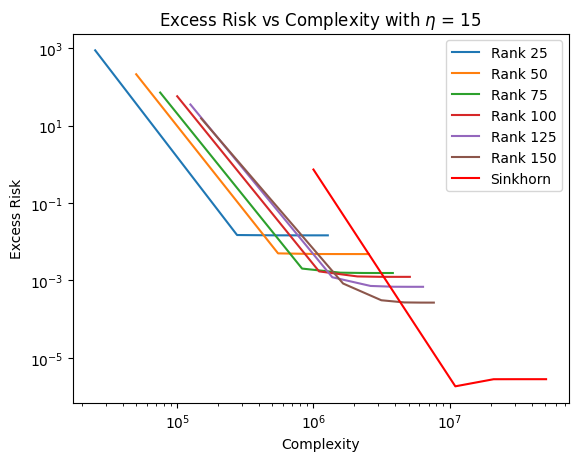 Excess Risk vs Complexity with η = 15
Excess Risk
10³
10¹
10⁻¹
10⁻³
10⁻⁵
Rank 25
Rank 50
Rank 75
Rank 100
Rank 125
Rank 150
Sinkhorn
10⁵ 10⁶ 10⁷
Complexity